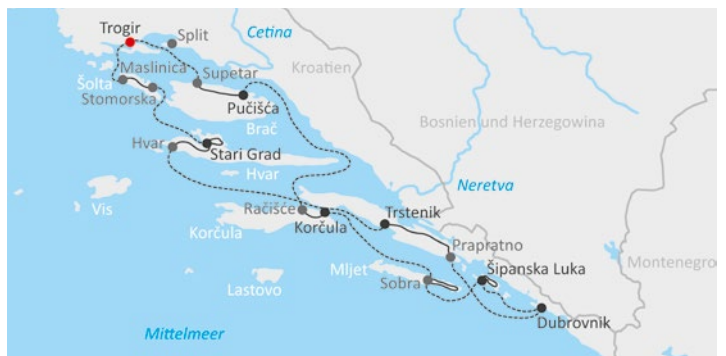 Trogir
Split
Cetina
Kroatien
Maslinica
Šolta
Supetar
Stomorska
Pučišća
Brač
Bosnien und Herzegowina
Hvar
Stari Grad
Hvar
Neretva
Vis
Račišće
Korčula
Korčula
Trstenik
Prapratno
Montenegro
Mljet
Šipanska Luka
Lastovo
Sobra
Dubrovnik
Mittelmeer